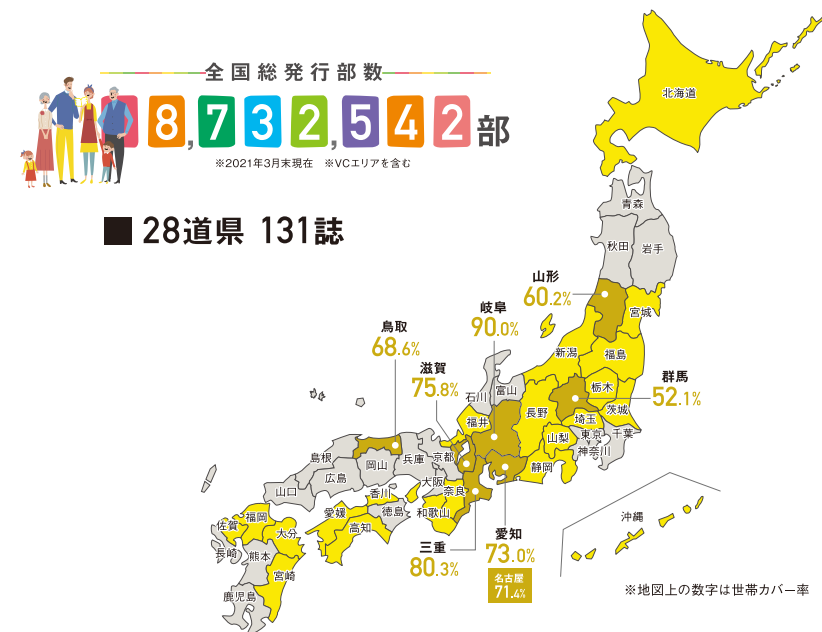 全国総発行部数
8,732,542部
※2021年3月末現在　※VCエリアを含む
■ 28道県 131誌
北海道
青森
秋田
岩手
山形
60.2%
宮城
岐阜
90.0%
鳥取
68.6%
新潟
福島
滋賀
75.8%
群馬
52.1%
石川
富山
栃木
長野
茨城
福井
埼玉
山梨
東京
千葉
神奈川
島根
岡山
兵庫
京都
静岡
広島
大阪
山口
香川
奈良
愛媛
徳島
和歌山
高知
佐賀
福岡
大分
長崎
熊本
宮崎
鹿児島
沖縄
三重
80.3%
愛知
73.0%
名古屋
71.4%
※地図上の数字は世帯カバー率